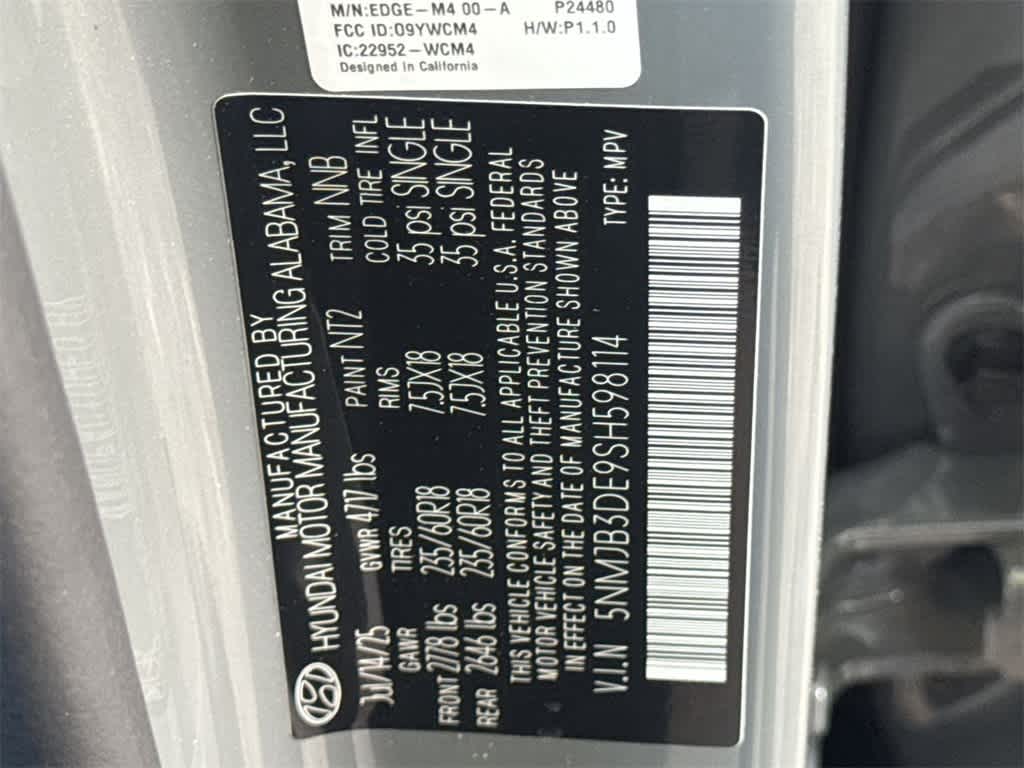 M/N:EDGE-M4 00-A P24480
FCC ID:O9YWCM4 H/W:P1.1.0
IC:22952-WCM4
Designed in California
MANUFACTURED BY
HYUNDAI MOTOR MANUFACTURING ALABAMA, LLC
JUL/14/25 GVWR 4717 lbs PAINT NT2 TRIM NNB
GAWR TIRES RIMS COLD TIRE INFL
FRONT 2778 lbs 235/60R18 7.5JX18 35 psi SINGLE
REAR 2646 lbs 235/60R18 7.5JX18 35 psi SINGLE
THIS VEHICLE CONFORMS TO ALL APPLICABLE U.S.A. FEDERAL
MOTOR VEHICLE SAFETY AND THEFT PREVENTION STANDARDS
IN EFFECT ON THE DATE OF MANUFACTURE SHOWN ABOVE
V.I.N 5NMJB3DE9SH598114 TYPE: MPV